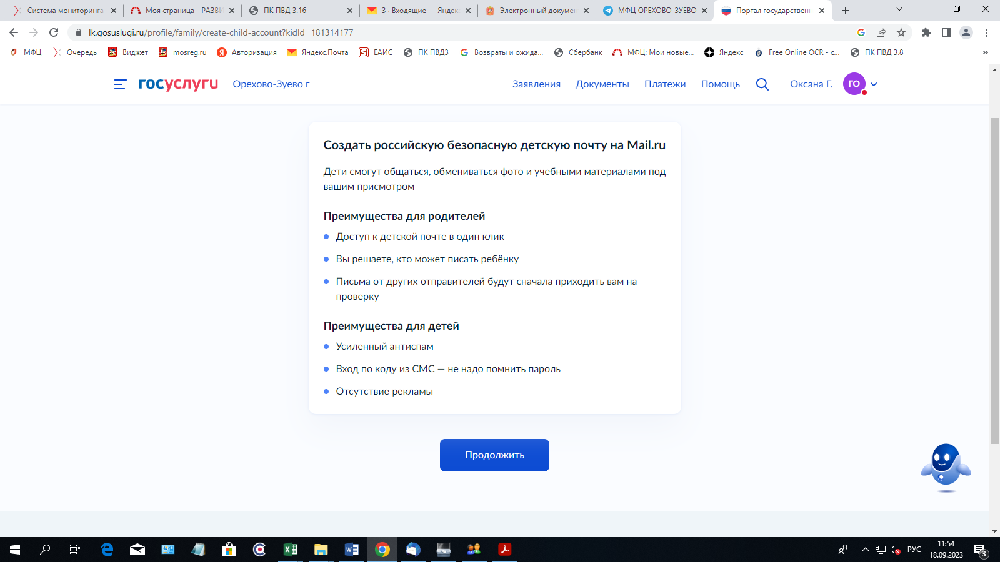 Система мониторинга
Моя страница - РАЗВИ
ПК ПВД 3.16
3 · Входящие — Яндекс
Электронный документ
МФЦ ОРЕХОВО-ЗУЕВО
Портал государственн
lk.gosuslugi.ru/profile/family/create-child-account?kidId=181314177
МФЦ
Очередь
Виджет
mosreg.ru
Авторизация
Яндекс.Почта
ЕАИС
ПК ПВД3
Возвраты и ожида...
Сбербанк
МФЦ: Мои новые...
Яндекс
Free Online OCR - c...
ПК ПВД 3.8
»
госуслуги
Орехово-Зуево г
Заявления
Документы
Платежи
Помощь
Оксана Г.
ГО
Создать российскую безопасную детскую почту на Mail.ru
Дети смогут общаться, обмениваться фото и учебными материалами под
вашим присмотром
Преимущества для родителей
Доступ к детской почте в один клик
Вы решаете, кто может писать ребёнку
Письма от других отправителей будут сначала приходить вам на
проверку
Преимущества для детей
Усиленный антиспам
Вход по коду из СМС — не надо помнить пароль
Отсутствие рекламы
Продолжить
РУС
11:54
18.09.2023
3